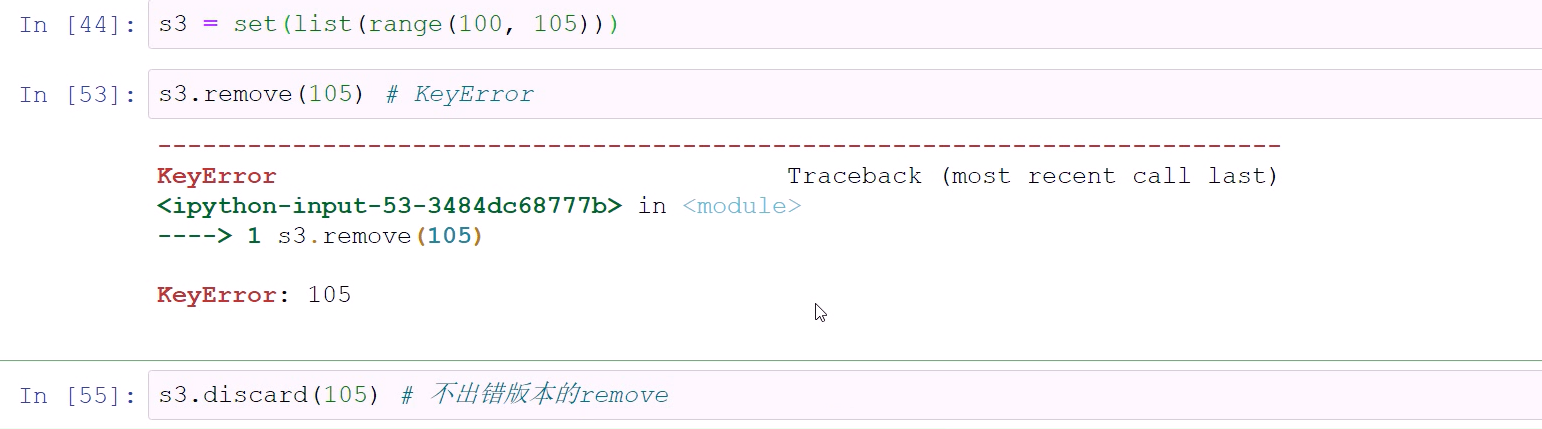 In [44]: s3 = set(list(range(100, 105)))
In [53]: s3.remove(105) # KeyError
---------------------------------------------------------------------------
KeyError                                  Traceback (most recent call last)
<ipython-input-53-3484dc68777b> in <module>
----> 1 s3.remove(105)
KeyError: 105
In [55]: s3.discard(105) # 不出错版本的remove